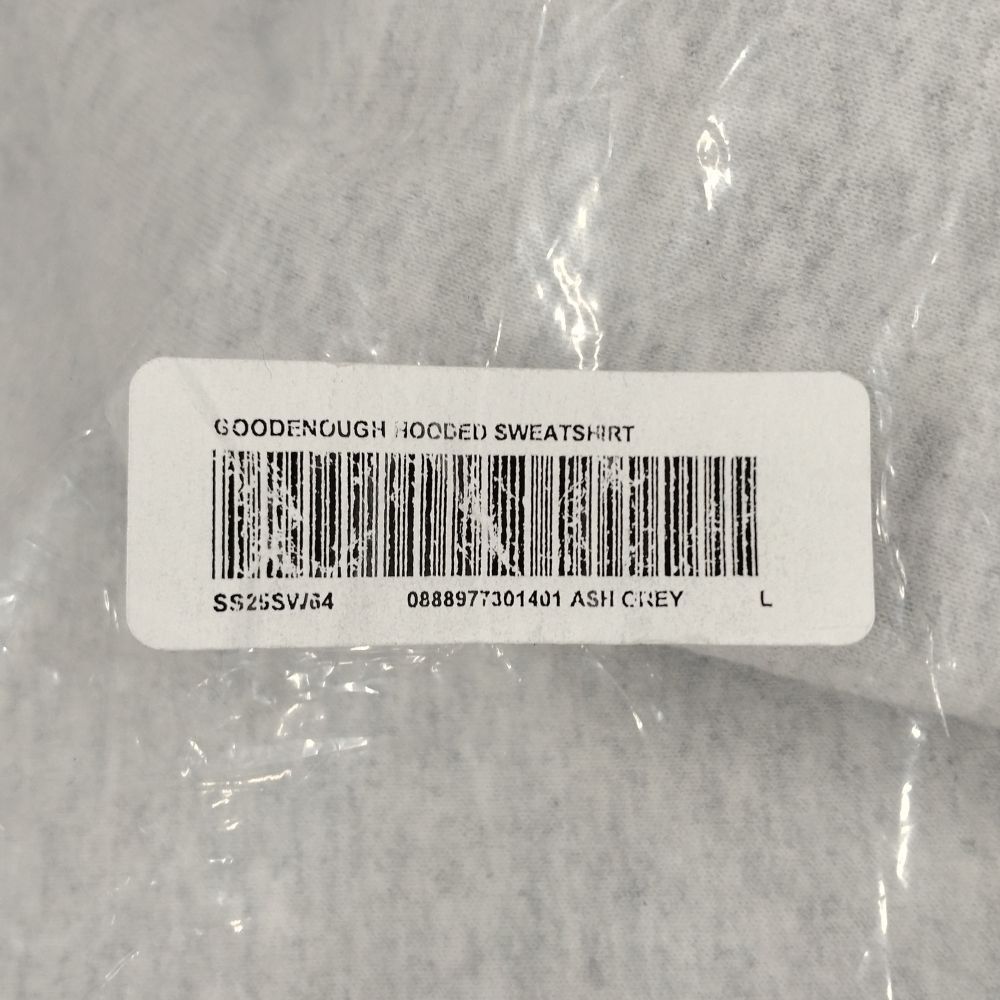 GOODENOUGH HOODED SWEATSHIRT
SS25SW64 0888977301401 ASH GREY L